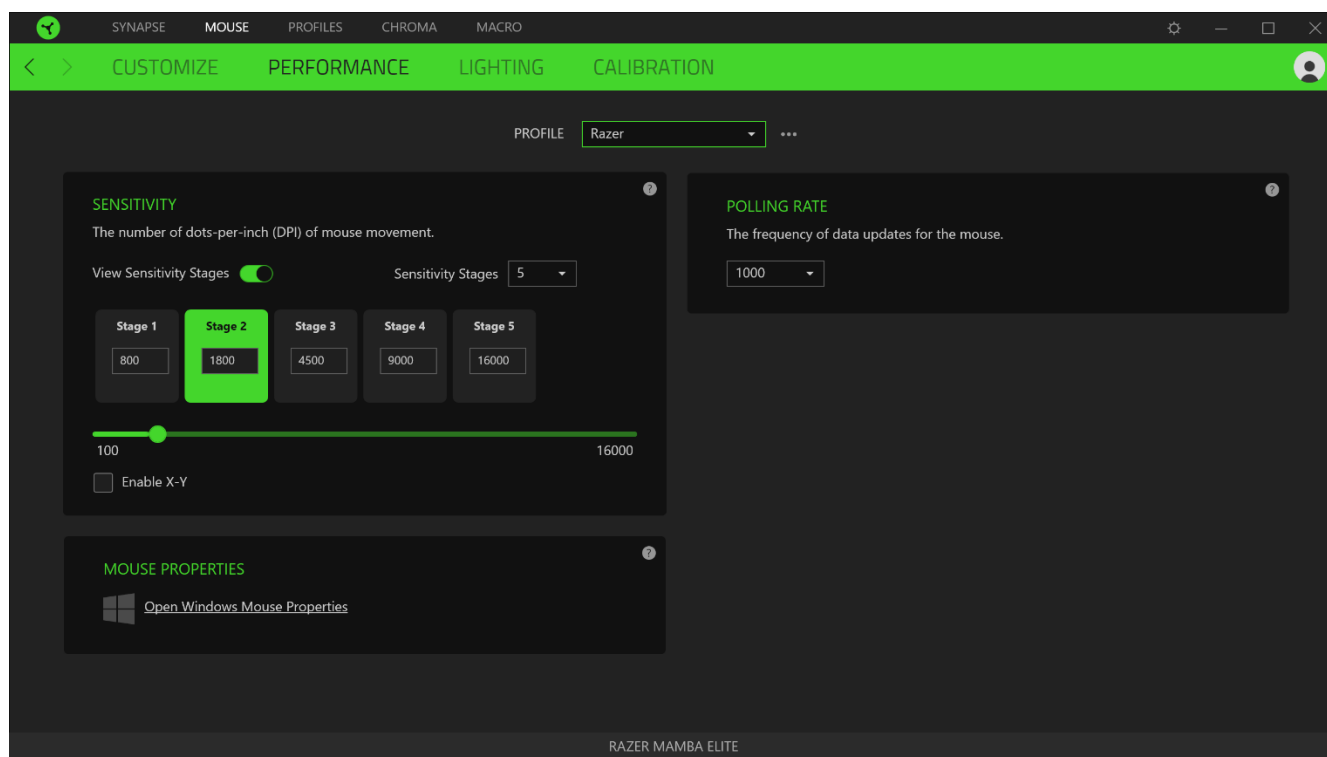 SYNAPSE MOUSE PROFILES CHROMA MACRO
CUSTOMIZE PERFORMANCE LIGHTING CALIBRATION
PROFILE Razer
SENSITIVITY
The number of dots-per-inch (DPI) of mouse movement.
View Sensitivity Stages Sensitivity Stages 5
Stage 1 Stage 2 Stage 3 Stage 4 Stage 5
800 1800 4500 9000 16000
100 16000
Enable X-Y
POLLING RATE
The frequency of data updates for the mouse.
1000
MOUSE PROPERTIES
Open Windows Mouse Properties
RAZER MAMBA ELITE